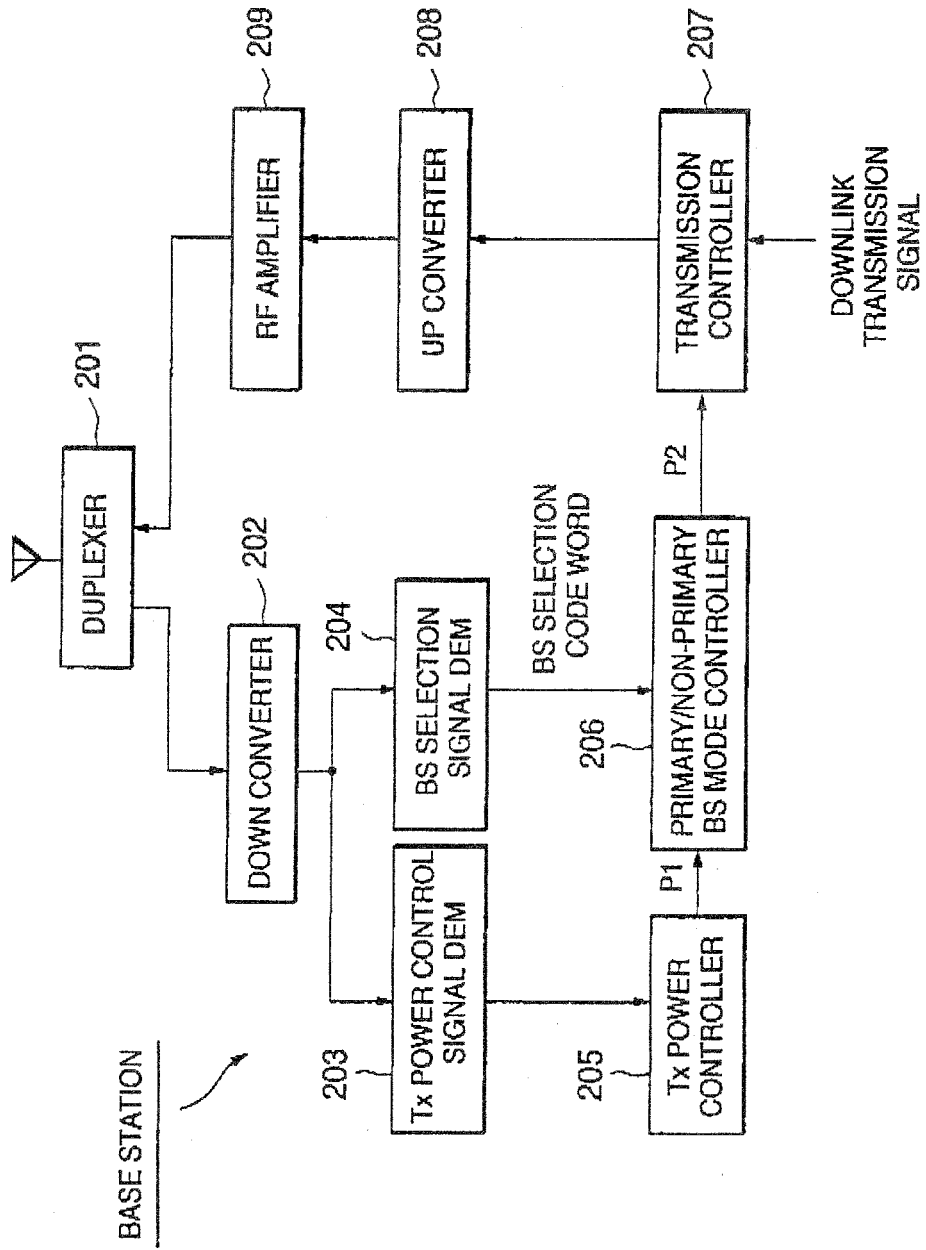 BASE STATION
DUPLEXER
201
DOWN CONVERTER
202
Tx POWER CONTROL
SIGNAL DEM
203
BS SELECTION
SIGNAL DEM
204
BS SELECTION
CODE WORD
Tx POWER
CONTROLLER
205
P1
PRIMARY/NON-PRIMARY
BS MODE CONTROLLER
206
P2
TRANSMISSION
CONTROLLER
207
UP CONVERTER
208
RF AMPLIFIER
209
DOWNLINK
TRANSMISSION
SIGNAL